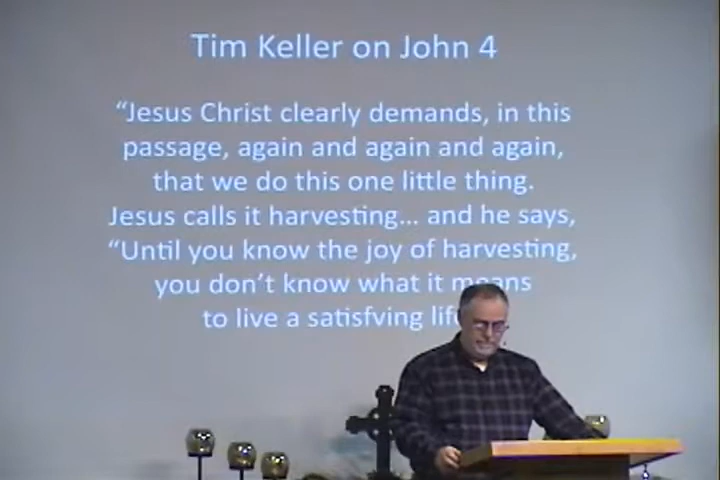 Tim Keller on John 4
“Jesus Christ clearly demands, in this
passage, again and again and again,
that we do this one little thing.
Jesus calls it harvesting... and he says,
“Until you know the joy of harvesting,
you don’t know what it means
to live a satisfying